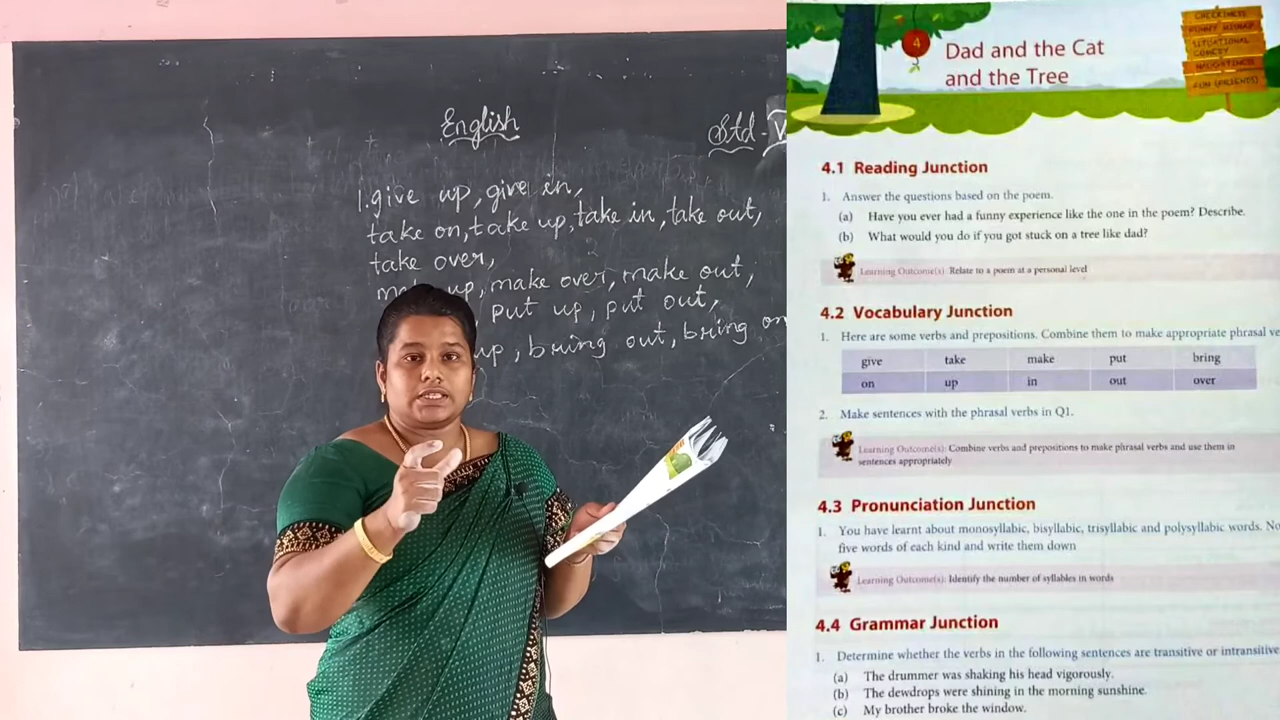 English
Std - V
1. give up, give in,
take on, take up, take in, take out,
take over,
up, make over, make out,
, put up, put out,
up, bring out, bring on
4
Dad and the Cat
and the Tree
CHEERINESS
FUNNY MISHAP
SITUATIONAL
COMEDY
NAUGHTINESS
FUN (FRIENDS)
4.1 Reading Junction
1. Answer the questions based on the poem.
(a) Have you ever had a funny experience like the one in the poem? Describe.
(b) What would you do if you got stuck on a tree like dad?
Learning Outcome(s): Relate to a poem at a personal level
4.2 Vocabulary Junction
1. Here are some verbs and prepositions. Combine them to make appropriate phrasal ve
give take make put bring
on up in out over
2. Make sentences with the phrasal verbs in Q1.
Learning Outcome(s): Combine verbs and prepositions to make phrasal verbs and use them in
sentences appropriately
4.3 Pronunciation Junction
1. You have learnt about monosyllabic, bisyllabic, trisyllabic and polysyllabic words. No
five words of each kind and write them down
Learning Outcome(s): Identify the number of syllables in words
4.4 Grammar Junction
1. Determine whether the verbs in the following sentences are transitive or intransitive
(a) The drummer was shaking his head vigorously.
(b) The dewdrops were shining in the morning sunshine.
(c) My brother broke the window.